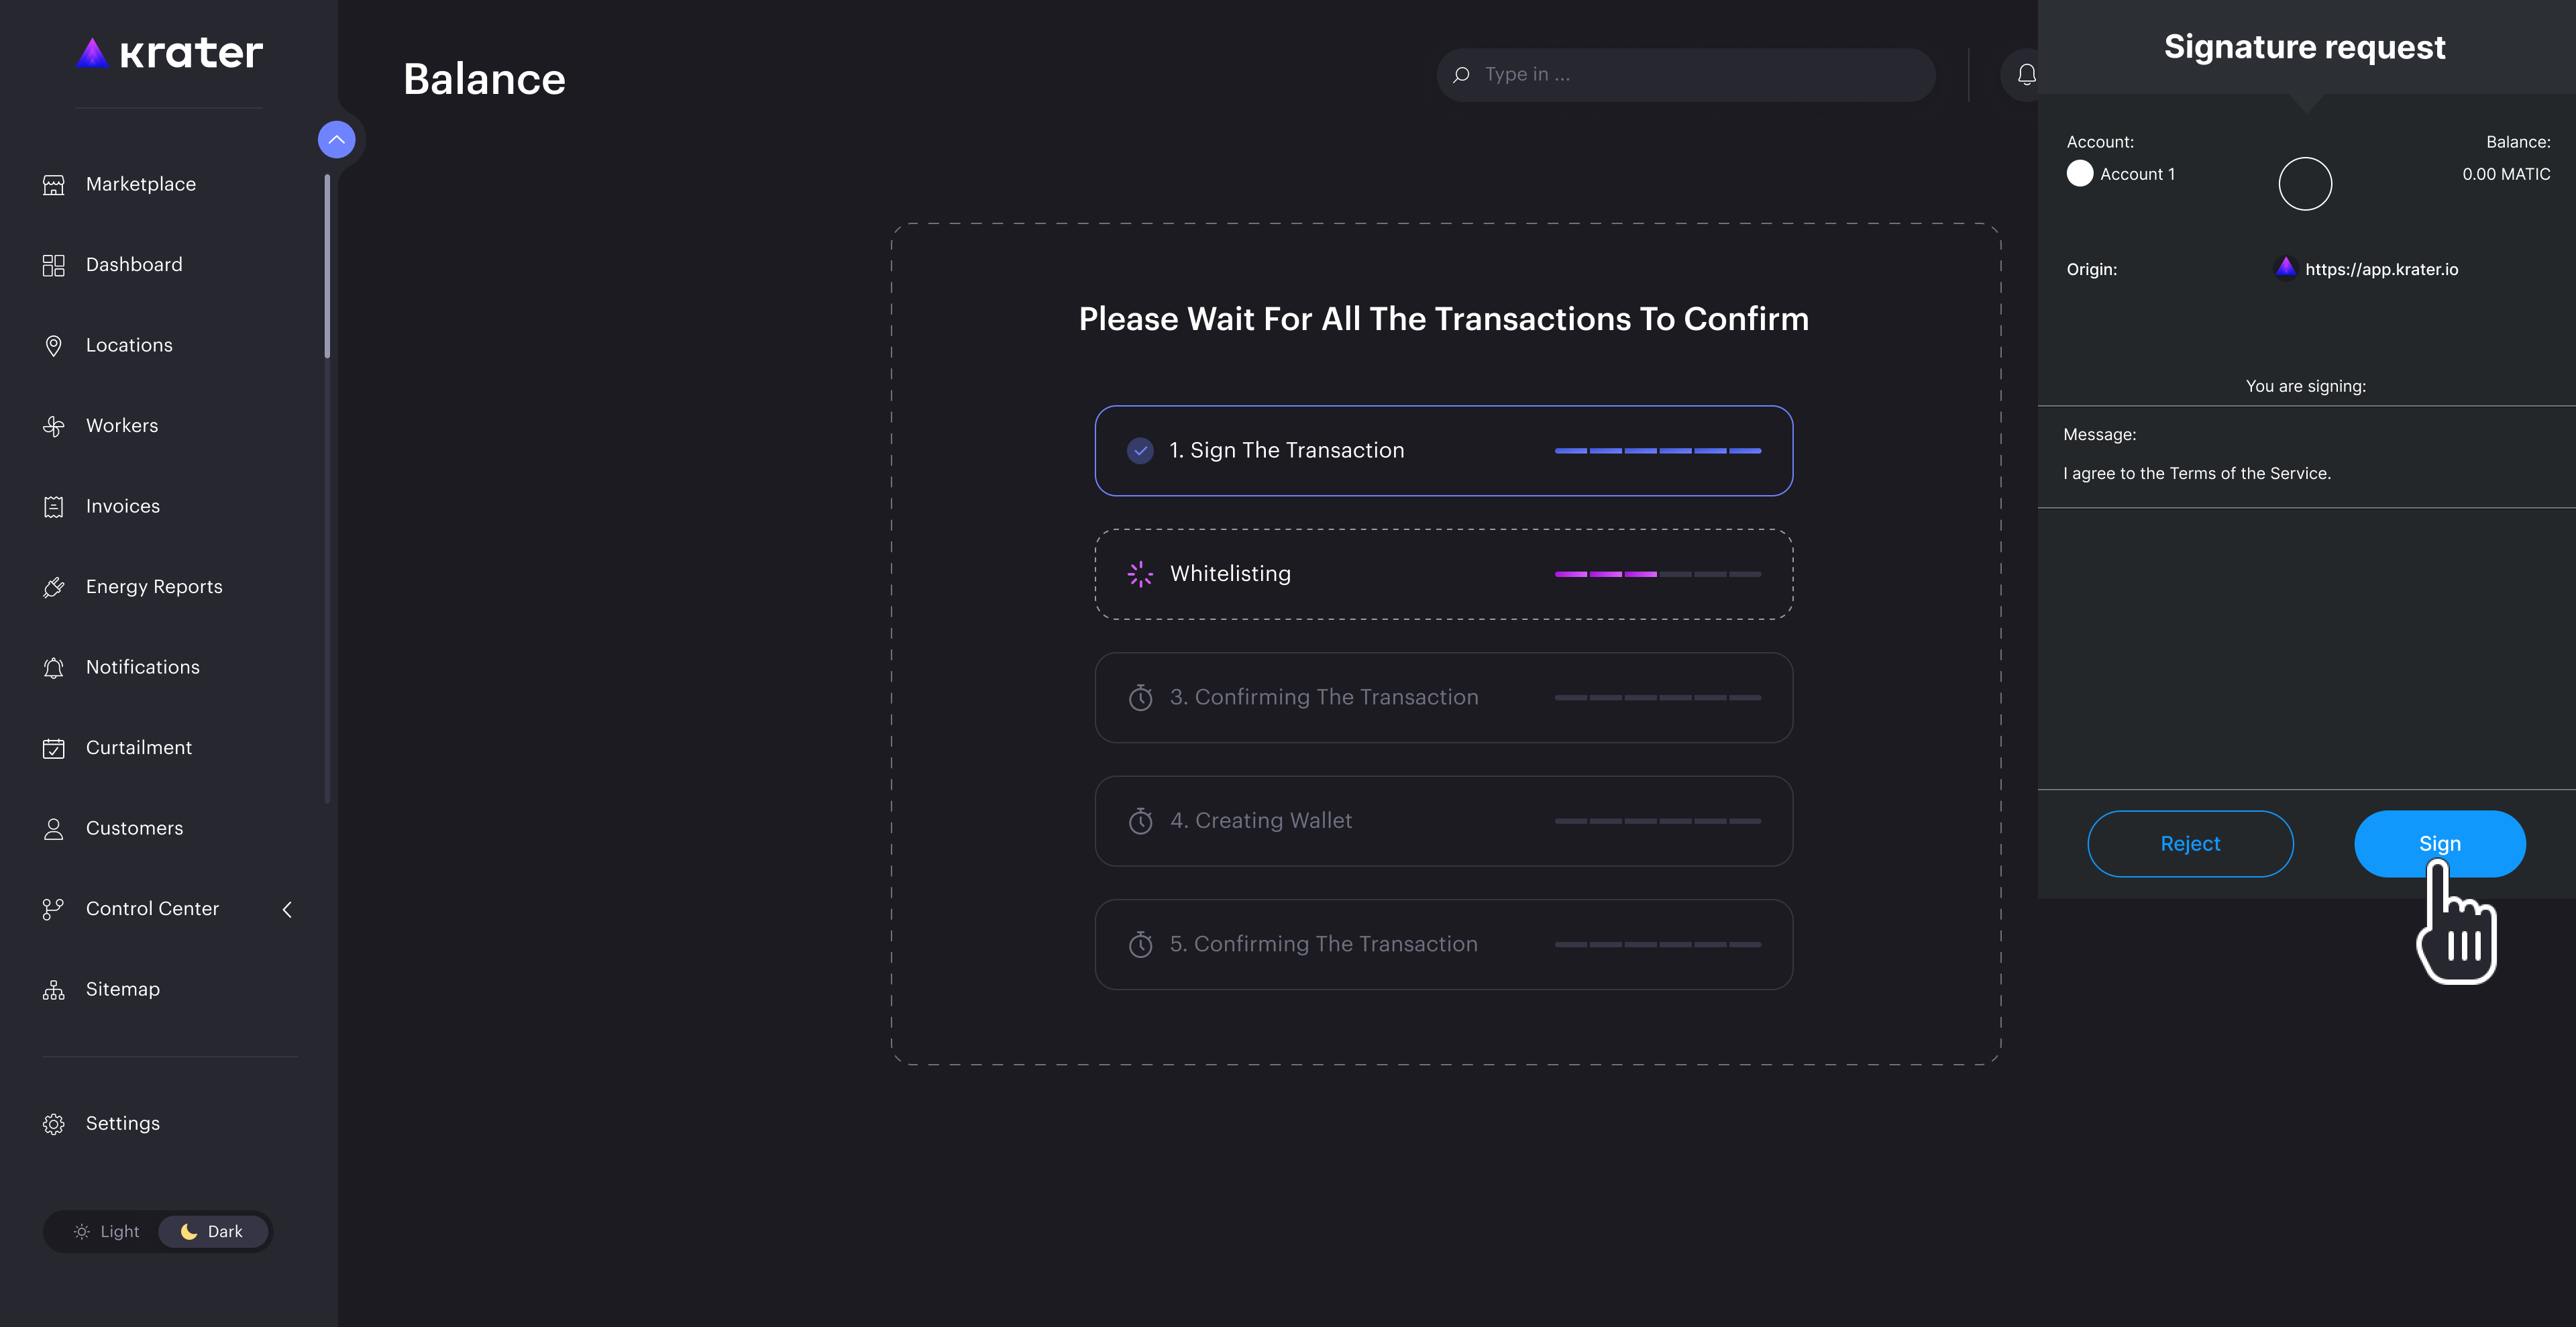 krater
Marketplace
Dashboard
Locations
Workers
Invoices
Energy Reports
Notifications
Curtailment
Customers
Control Center
Sitemap
Settings
Light
Dark
Balance
Type in ...
Please Wait For All The Transactions To Confirm
1. Sign The Transaction
Whitelisting
3. Confirming The Transaction
4. Creating Wallet
5. Confirming The Transaction
Signature request
Account: Balance:
Account 1 0.00 MATIC
Origin: https://app.krater.io
You are signing:
Message:
I agree to the Terms of the Service.
Reject Sign